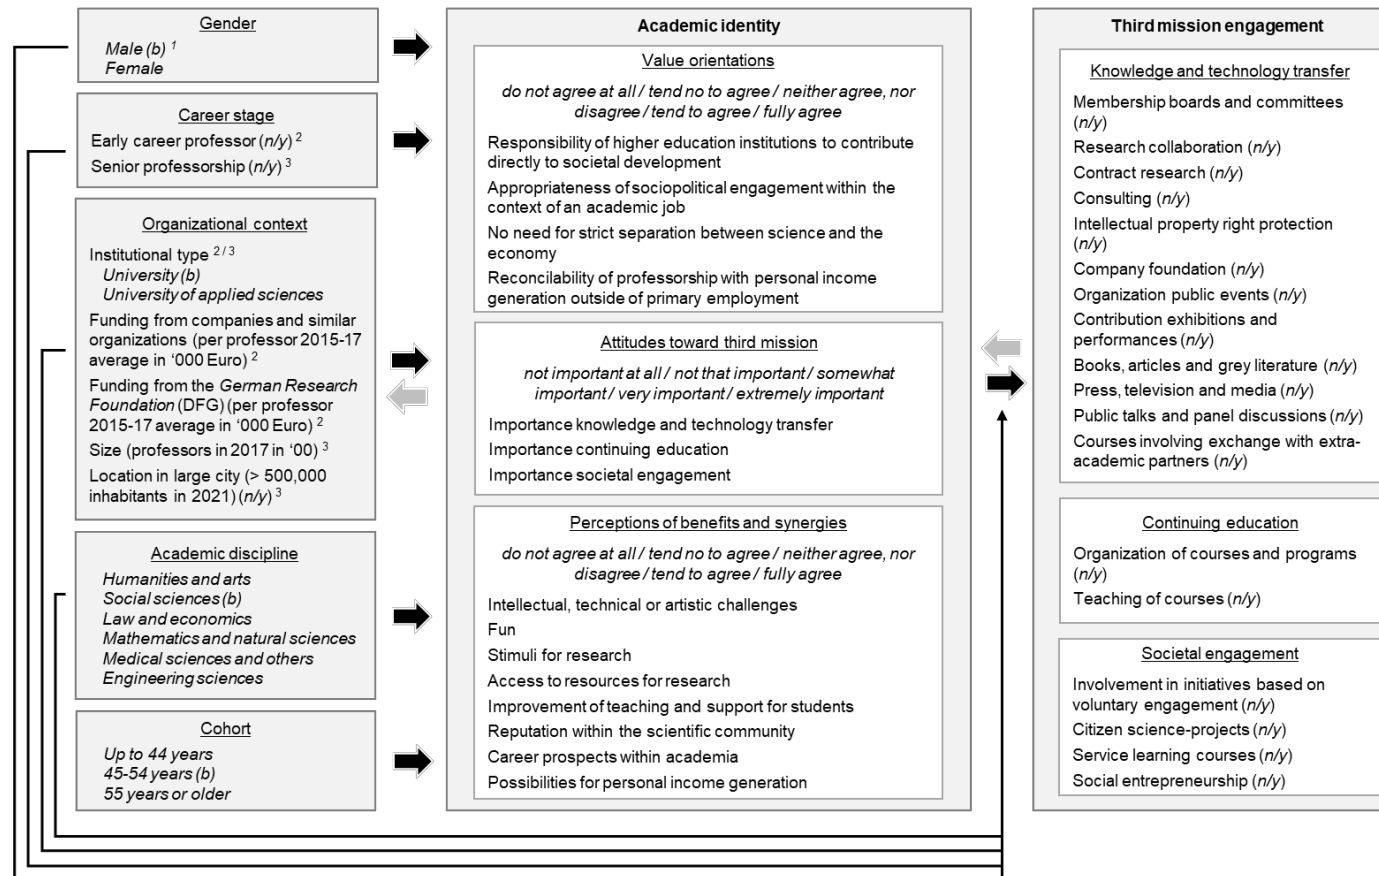 Gender
Male (b) 1
Female
Career stage
Early career professor (n/y) 2
Senior professorship (n/y) 3
Organizational context
Institutional type 2 / 3
University (b)
University of applied sciences
Funding from companies and similar
organizations (per professor 2015-17
average in ‘000 Euro) 2
Funding from the German Research
Foundation (DFG) (per professor
2015-17 average in ‘000 Euro) 2
Size (professors in 2017 in ‘00) 3
Location in large city (> 500,000
inhabitants in 2021) (n/y) 3
Academic discipline
Humanities and arts
Social sciences (b)
Law and economics
Mathematics and natural sciences
Medical sciences and others
Engineering sciences
Cohort
Up to 44 years
45-54 years (b)
55 years or older
Academic identity
Value orientations
do not agree at all / tend no to agree / neither agree, nor
disagree / tend to agree / fully agree
Responsibility of higher education institutions to contribute
directly to societal development
Appropriateness of sociopolitical engagement within the
context of an academic job
No need for strict separation between science and the
economy
Reconcilability of professorship with personal income
generation outside of primary employment
Attitudes toward third mission
not important at all / not that important / somewhat
important / very important / extremely important
Importance knowledge and technology transfer
Importance continuing education
Importance societal engagement
Perceptions of benefits and synergies
do not agree at all / tend no to agree / neither agree, nor
disagree / tend to agree / fully agree
Intellectual, technical or artistic challenges
Fun
Stimuli for research
Access to resources for research
Improvement of teaching and support for students
Reputation within the scientific community
Career prospects within academia
Possibilities for personal income generation
Third mission engagement
Knowledge and technology transfer
Membership boards and committees
(n/y)
Research collaboration (n/y)
Contract research (n/y)
Consulting (n/y)
Intellectual property right protection
(n/y)
Company foundation (n/y)
Organization public events (n/y)
Contribution exhibitions and
performances (n/y)
Books, articles and grey literature (n/y)
Press, television and media (n/y)
Public talks and panel discussions (n/y)
Courses involving exchange with extra-
academic partners (n/y)
Continuing education
Organization of courses and programs
(n/y)
Teaching of courses (n/y)
Societal engagement
Involvement in initiatives based on
voluntary engagement (n/y)
Citizen science-projects (n/y)
Service learning courses (n/y)
Social entrepreneurship (n/y)